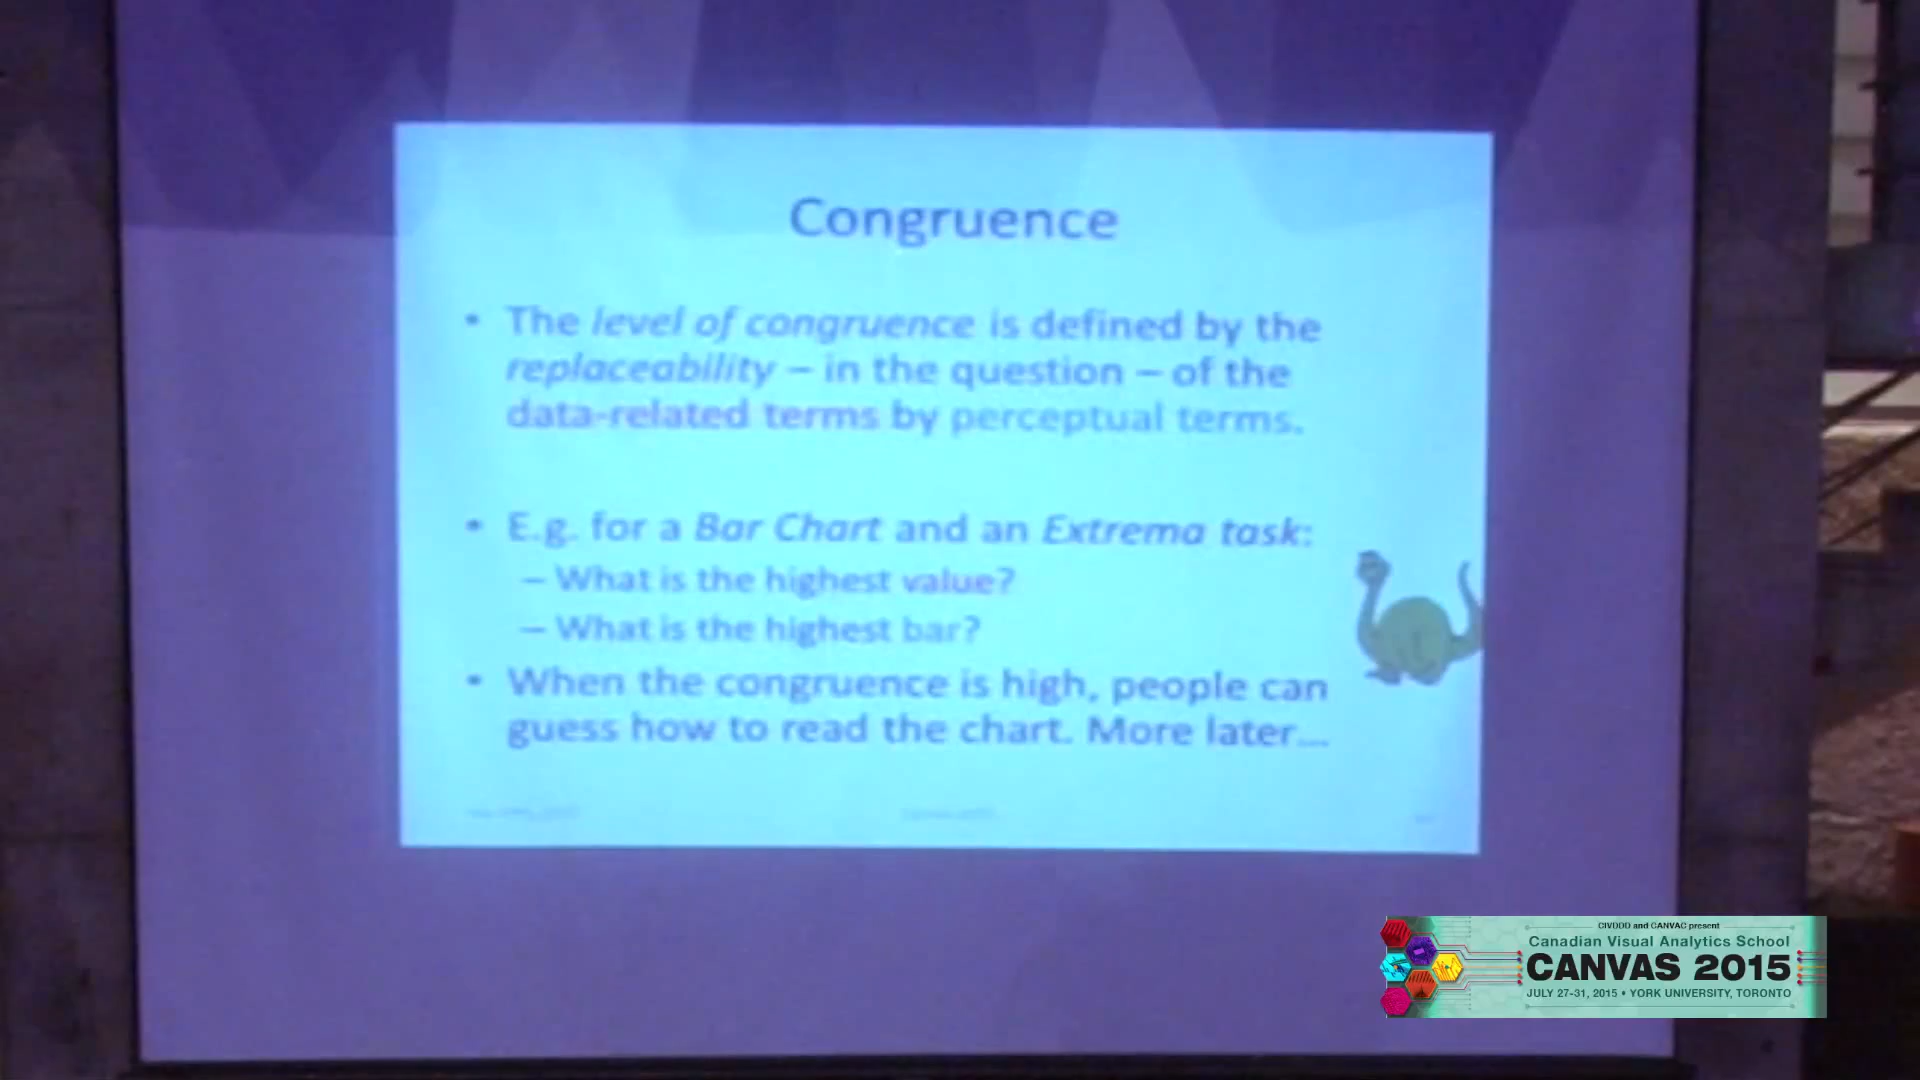 Congruence
• The level of congruence is defined by the
replaceability – in the question – of the
data-related terms by perceptual terms.
• E.g. for a Bar Chart and an Extrema task:
– What is the highest value?
– What is the highest bar?
• When the congruence is high, people can
guess how to read the chart. More later...
CIVDDD and CANVAC present
Canadian Visual Analytics School
CANVAS 2015
JULY 27-31, 2015 • YORK UNIVERSITY, TORONTO